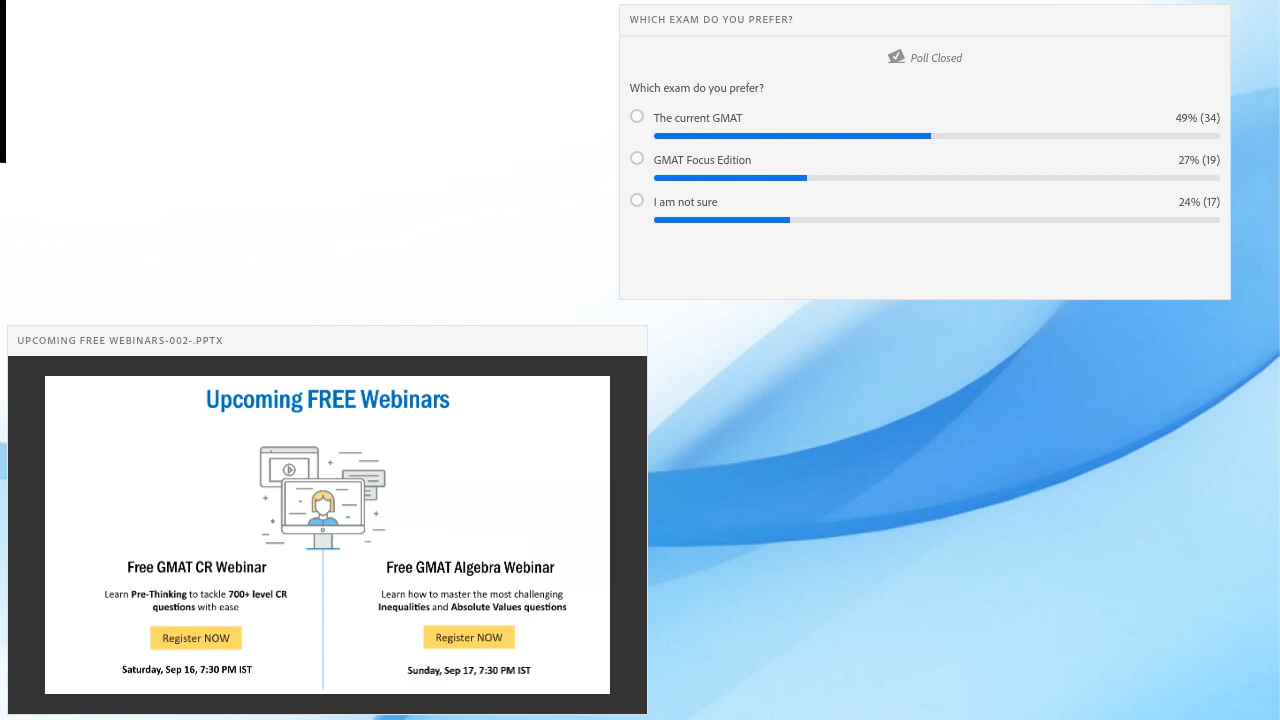 WHICH EXAM DO YOU PREFER?
Poll Closed
Which exam do you prefer?
The current GMAT 49% (34)
GMAT Focus Edition 27% (19)
I am not sure 24% (17)
UPCOMING FREE WEBINARS-002-.PPTX
Upcoming FREE Webinars
Free GMAT CR Webinar
Learn Pre-Thinking to tackle 700+ level CR
questions with ease
Register NOW
Saturday, Sep 16, 7:30 PM IST
Free GMAT Algebra Webinar
Learn how to master the most challenging
Inequalities and Absolute Values questions
Register NOW
Sunday, Sep 17, 7:30 PM IST